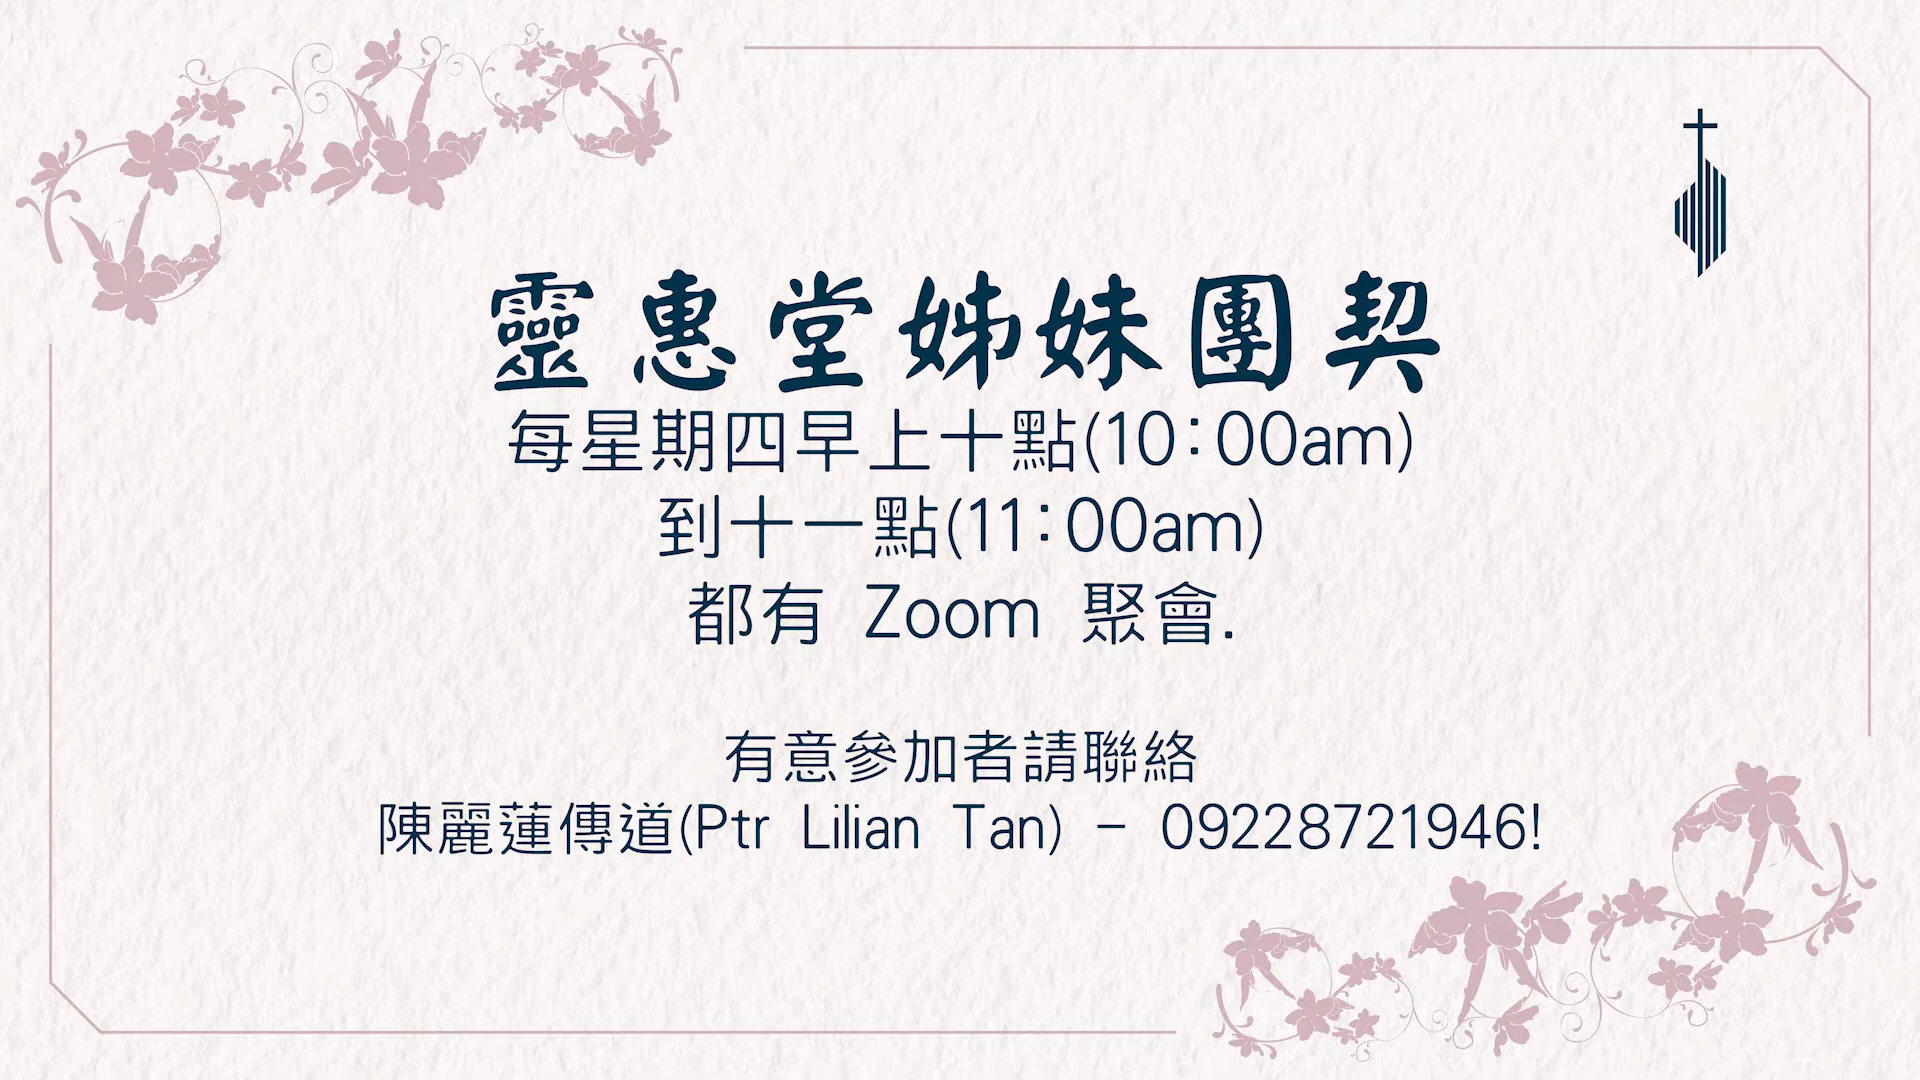 靈惠堂姊妹團契
每星期四早上十點(10:00am)
到十一點(11:00am)
都有 Zoom 聚會.
有意參加者請聯絡
陳麗蓮傳道(Ptr Lilian Tan) - 09228721946!